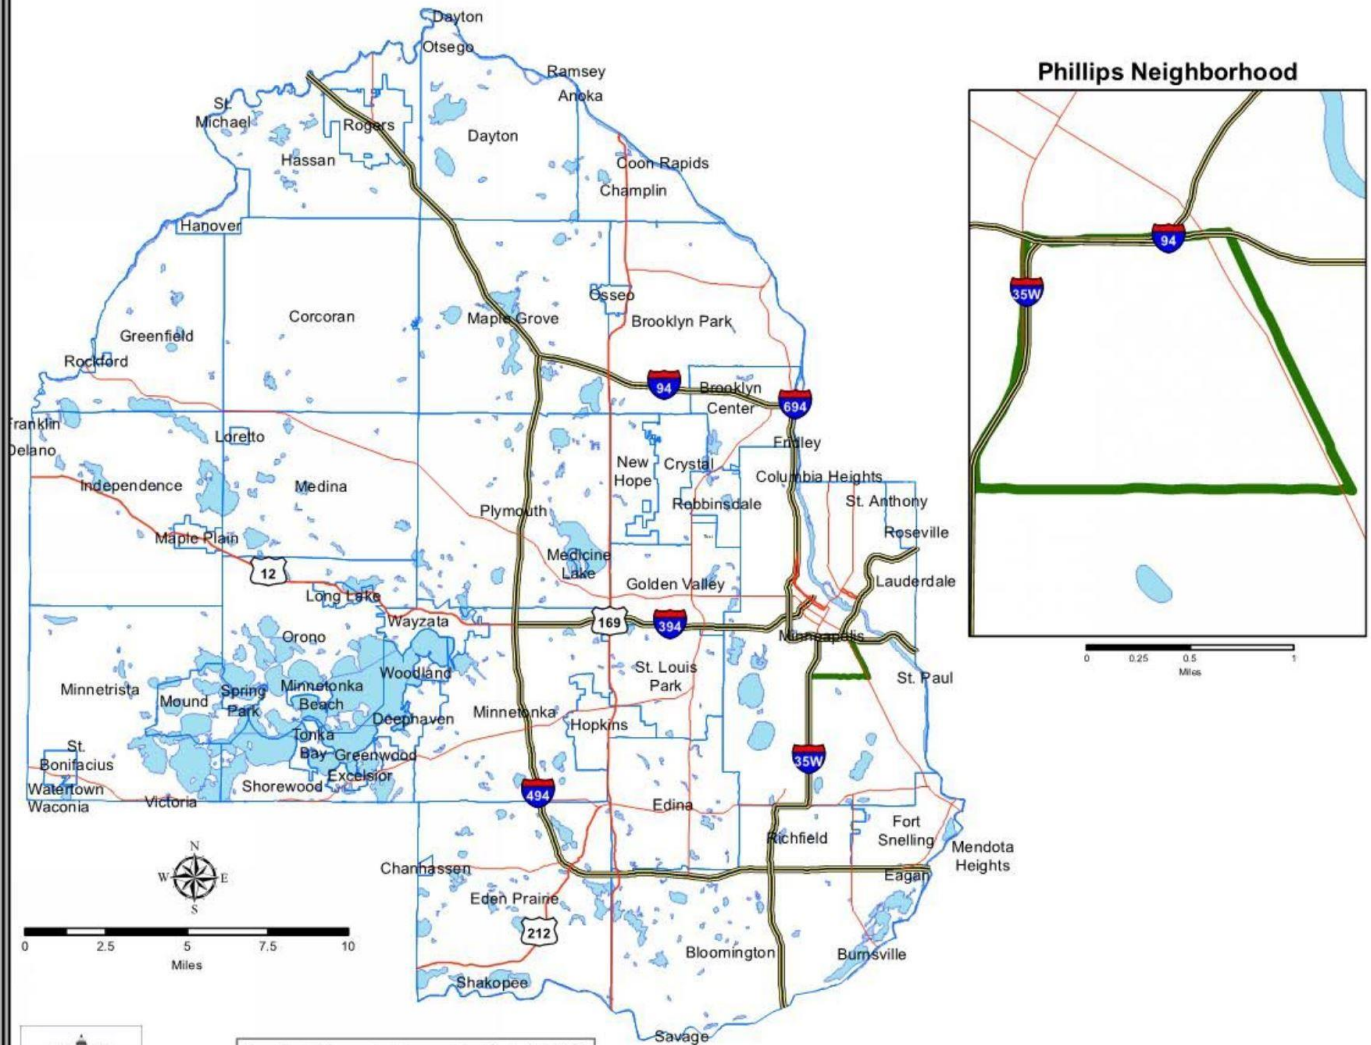 Dayton
Otsego
Ramsey
Anoka
St.
Michael
Rogers
Dayton
Hassan
Coon Rapids
Champlin
Hanover
Osseo
Corcoran
Maple Grove
Brooklyn Park
Greenfield
Rockford
94
Brooklyn
Center
694
Franklin
Delano
Loretto
Fridley
New
Hope
Crystal
Columbia Heights
Independence
Medina
St. Anthony
Robbinsdale
Plymouth
Roseville
Maple Plain
Medicine
Lake
12
Golden Valley
Lauderdale
Long Lake
Wayzata
169
394
Orono
Minneapolis
Woodland
St. Louis
Park
St. Paul
Minnetrista
Mound
Spring
Park
Minnetonka
Beach
Deephaven
Minnetonka
Hopkins
Tonka
Bay
Greenwood
St.
Bonifacius
Excelsior
35W
Shorewood
Watertown
Waconia
Victoria
494
Edina
Fort
Snelling
Richfield
Mendota
Heights
Chanhassen
Eagan
Eden Prairie
212
Bloomington
Burnsville
Shakopee
Savage
N
W
E
S
0 2.5 5 7.5 10
Miles
Phillips Neighborhood
94
35W
0 0.25 0.5 1
Miles